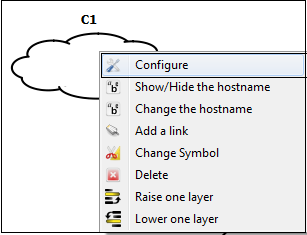 C1
Configure
Show/Hide the hostname
Change the hostname
Add a link
Change Symbol
Delete
Raise one layer
Lower one layer